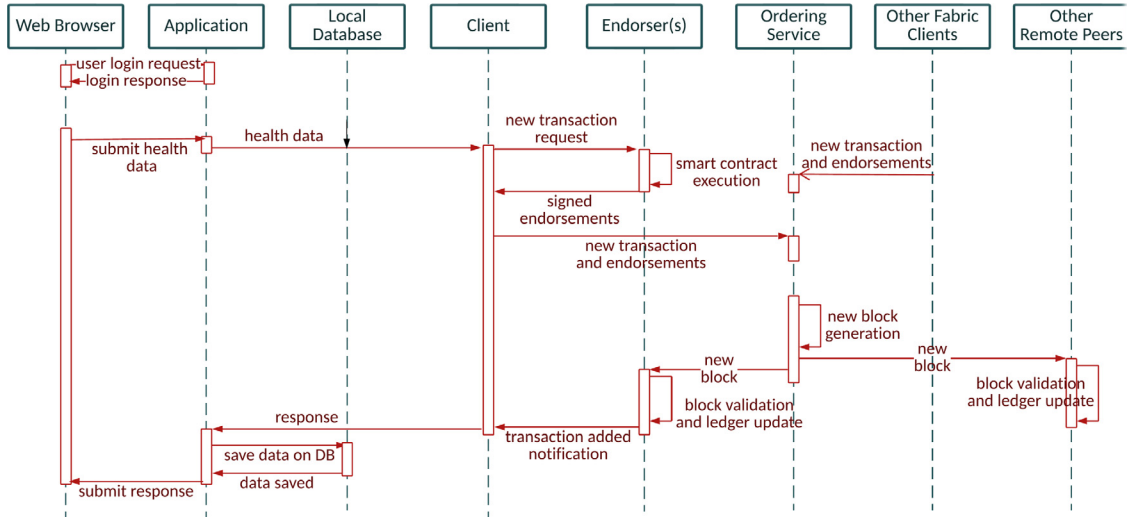 Web Browser
Application
Local
Database
Client
Endorser(s)
Ordering
Service
Other Fabric
Clients
Other
Remote Peers
user login request
login response
submit health
data
health data
new transaction
request
smart contract
execution
signed
endorsements
new transaction
and endorsements
new transaction
and endorsements
new block
generation
new
block
new
block
block validation
and ledger update
block validation
and ledger update
transaction added
notification
response
save data on DB
data saved
submit response